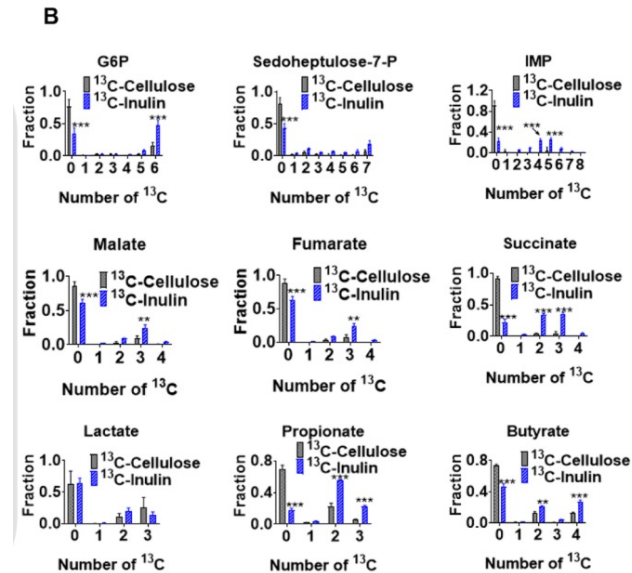 B
G6P
1.0
0.5
0.0
Fraction
13C-Cellulose
13C-Inulin
***
***
0 1 2 3 4 5 6
Number of 13C
Sedoheptulose-7-P
1.0
0.5
0.0
Fraction
13C-Cellulose
13C-Inulin
***
0 1 2 3 4 5 6 7
Number of 13C
IMP
1.2
0.8
0.4
0.0
Fraction
13C-Cellulose
13C-Inulin
***
***
***
0 1 2 3 4 5 6 7 8
Number of 13C
Malate
1.0
0.5
0.0
Fraction
13C-Cellulose
13C-Inulin
***
**
0 1 2 3 4
Number of 13C
Fumarate
1.0
0.5
0.0
Fraction
13C-Cellulose
13C-Inulin
***
**
0 1 2 3 4
Number of 13C
Succinate
1.0
0.5
0.0
Fraction
13C-Cellulose
13C-Inulin
***
***
***
0 1 2 3 4
Number of 13C
Lactate
1.0
0.5
0.0
Fraction
13C-Cellulose
13C-Inulin
0 1 2 3
Number of 13C
Propionate
0.8
0.4
0.0
Fraction
13C-Cellulose
13C-Inulin
***
***
***
0 1 2 3
Number of 13C
Butyrate
0.8
0.4
0.0
Fraction
13C-Cellulose
13C-Inulin
***
**
***
0 1 2 3 4
Number of 13C